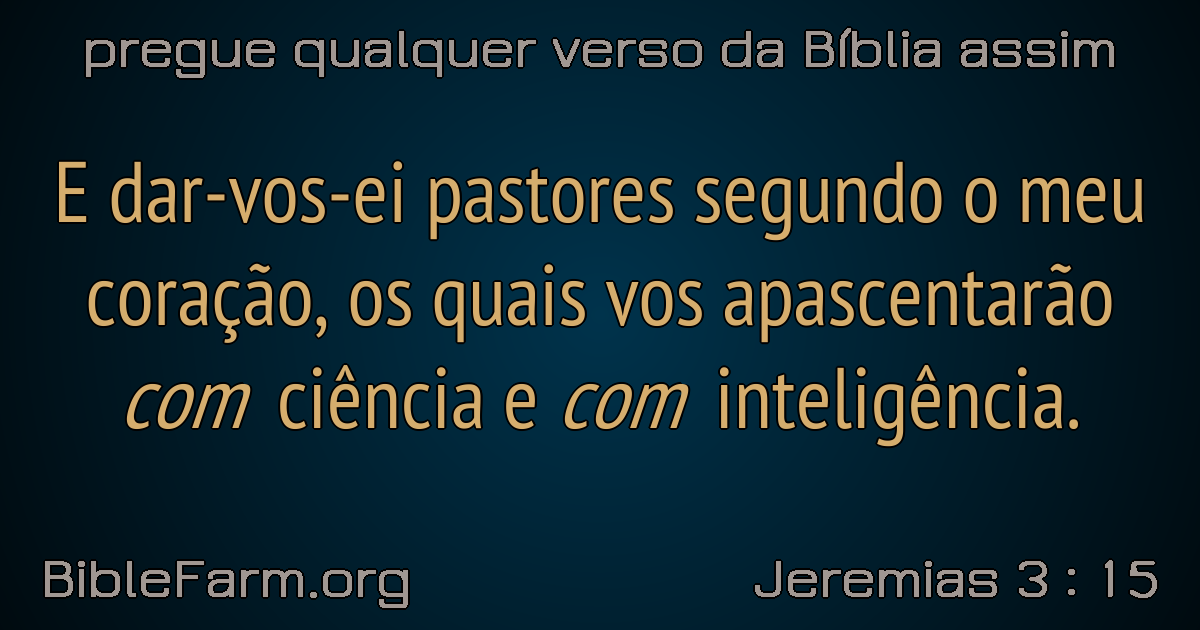 pregue qualquer verso da Bíblia assim
E dar-vos-ei pastores segundo o meu
coração, os quais vos apascentarão
com ciência e com inteligência.
BibleFarm.org
Jeremias 3 : 15